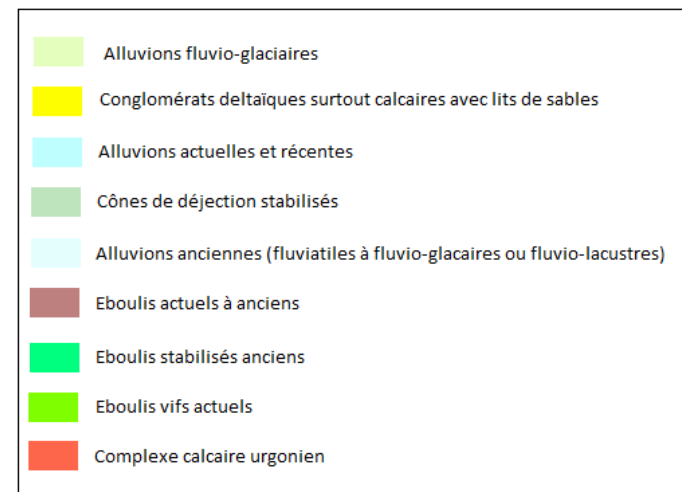 Alluvions fluvio-glaciaires
Conglomérats deltaïques surtout calcaires avec lits de sables
Alluvions actuelles et récentes
Cônes de déjection stabilisés
Alluvions anciennes (fluviatiles à fluvio-glacaires ou fluvio-lacustres)
Eboulis actuels à anciens
Eboulis stabilisés anciens
Eboulis vifs actuels
Complexe calcaire urgonien